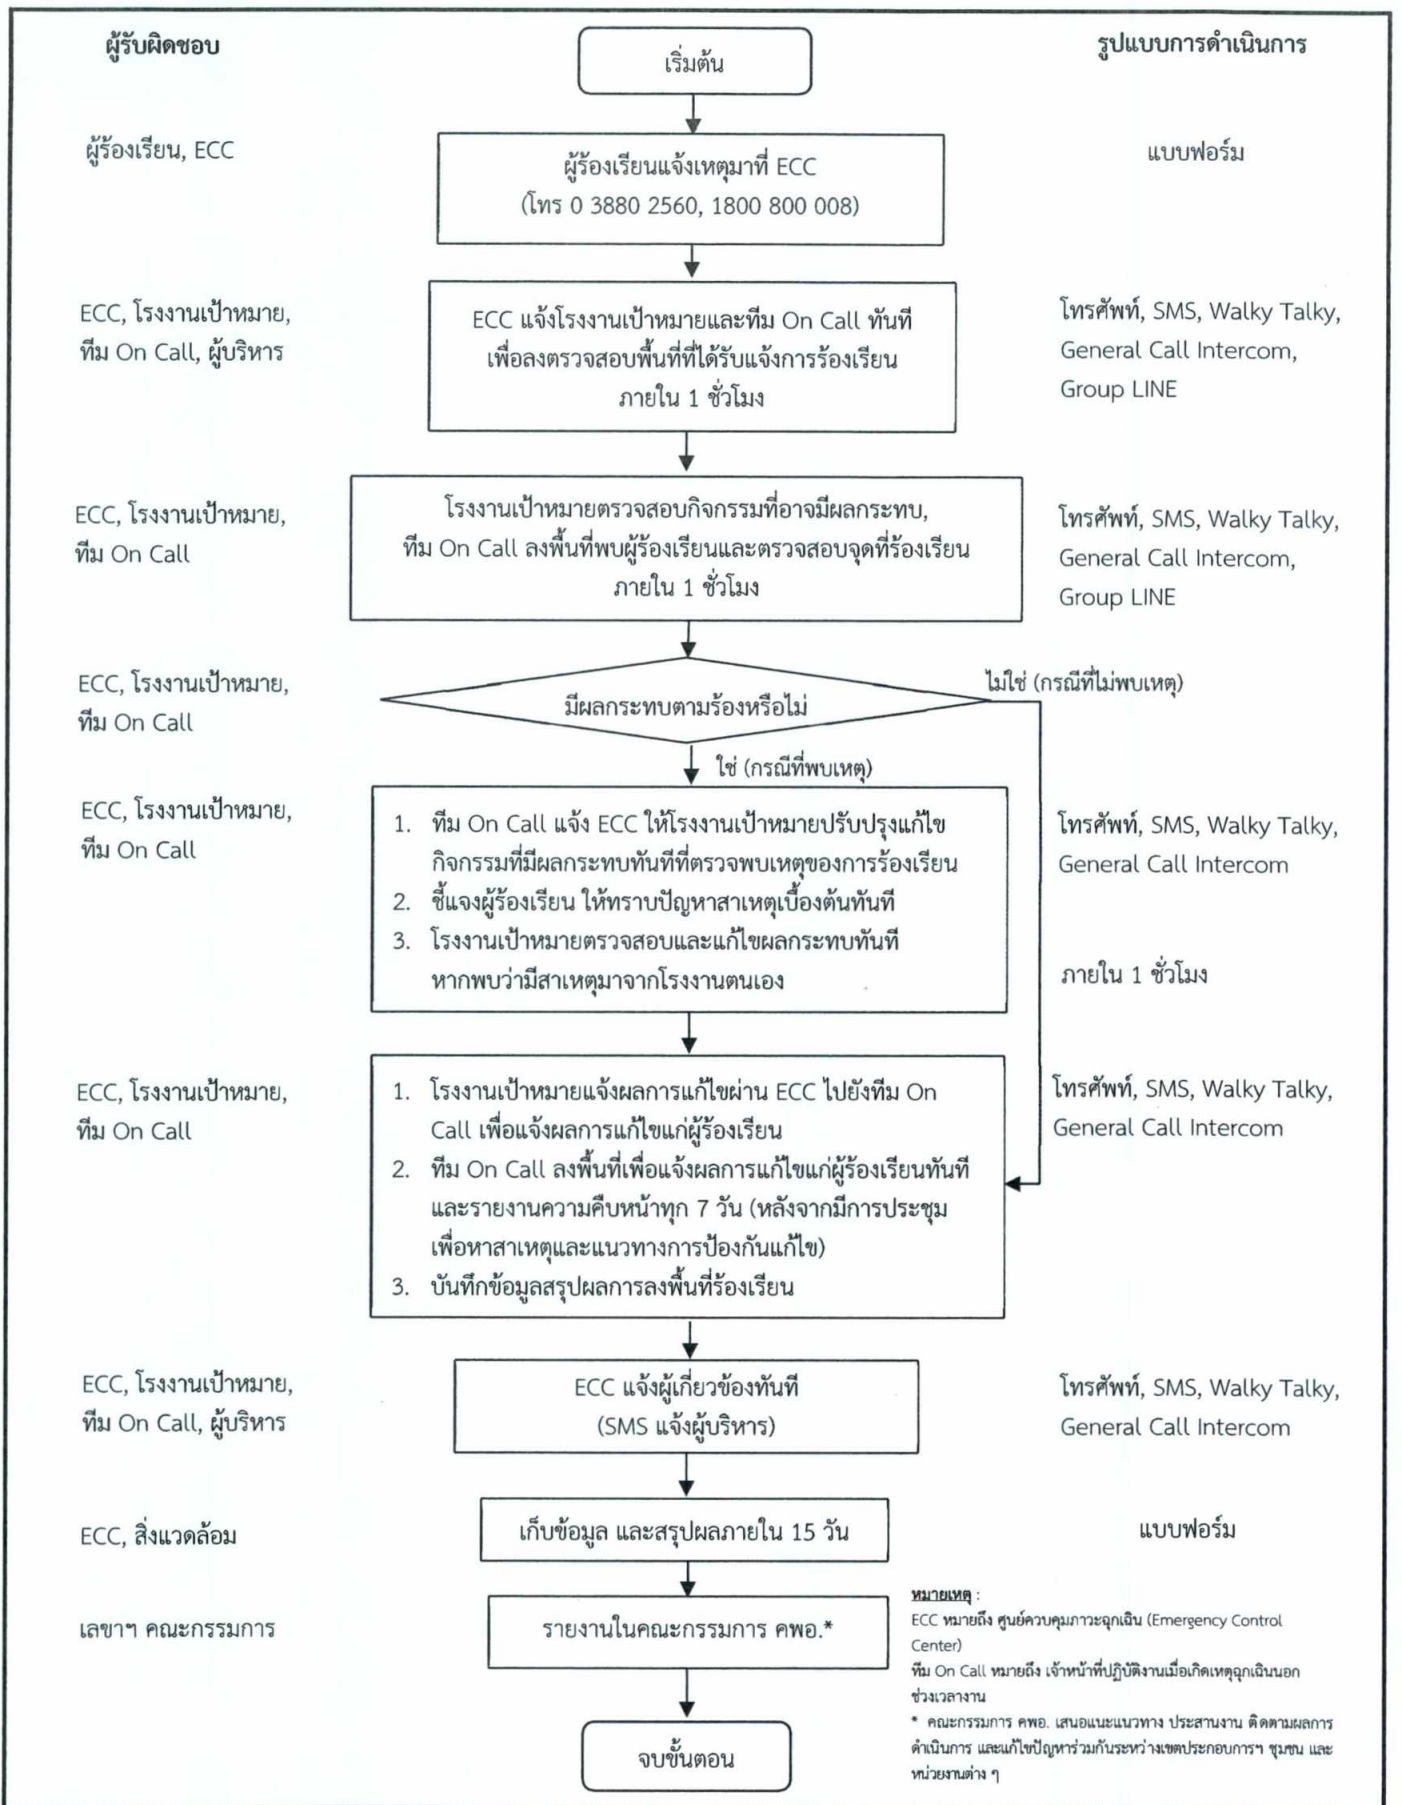 ผู้รับผิดชอบ
เริ่มต้น
รูปแบบการดำเนินการ
ผู้ร้องเรียน, ECC
ผู้ร้องเรียนแจ้งเหตุมาที่ ECC
(โทร 0 3880 2560, 1800 800 008)
แบบฟอร์ม
ECC, โรงงานเป้าหมาย,
ทีม On Call, ผู้บริหาร
ECC แจ้งโรงงานเป้าหมายและทีม On Call ทันที
เพื่อลงตรวจสอบพื้นที่ที่ได้รับแจ้งการร้องเรียน
ภายใน 1 ชั่วโมง
โทรศัพท์, SMS, Walky Talky,
General Call Intercom,
Group LINE
ECC, โรงงานเป้าหมาย,
ทีม On Call
โรงงานเป้าหมายตรวจสอบกิจกรรมที่อาจมีผลกระทบ,
ทีม On Call ลงพื้นที่พบผู้ร้องเรียนและตรวจสอบจุดที่ร้องเรียน
ภายใน 1 ชั่วโมง
โทรศัพท์, SMS, Walky Talky,
General Call Intercom,
Group LINE
ECC, โรงงานเป้าหมาย,
ทีม On Call
มีผลกระทบตามร้องหรือไม่
ไม่ใช่ (กรณีที่ไม่พบเหตุ)
ใช่ (กรณีที่พบเหตุ)
ECC, โรงงานเป้าหมาย,
ทีม On Call
1. ทีม On Call แจ้ง ECC ให้โรงงานเป้าหมายปรับปรุงแก้ไข
กิจกรรมที่มีผลกระทบทันทีที่ตรวจพบเหตุของการร้องเรียน
2. ชี้แจงผู้ร้องเรียน ให้ทราบปัญหาสาเหตุเบื้องต้นทันที
3. โรงงานเป้าหมายตรวจสอบและแก้ไขผลกระทบทันที
หากพบว่ามีสาเหตุมาจากโรงงานตนเอง
โทรศัพท์, SMS, Walky Talky,
General Call Intercom
ภายใน 1 ชั่วโมง
ECC, โรงงานเป้าหมาย,
ทีม On Call
1. โรงงานเป้าหมายแจ้งผลการแก้ไขผ่าน ECC ไปยังทีม On
Call เพื่อแจ้งผลการแก้ไขแก่ผู้ร้องเรียน
2. ทีม On Call ลงพื้นที่เพื่อแจ้งผลการแก้ไขแก่ผู้ร้องเรียนทันที
และรายงานความคืบหน้าทุก 7 วัน (หลังจากมีการประชุม
เพื่อหาสาเหตุและแนวทางการป้องกันแก้ไข)
3. บันทึกข้อมูลสรุปผลการลงพื้นที่ร้องเรียน
โทรศัพท์, SMS, Walky Talky,
General Call Intercom
ECC, โรงงานเป้าหมาย,
ทีม On Call, ผู้บริหาร
ECC แจ้งผู้เกี่ยวข้องทันที
(SMS แจ้งผู้บริหาร)
โทรศัพท์, SMS, Walky Talky,
General Call Intercom
ECC, สิ่งแวดล้อม
เก็บข้อมูล และสรุปผลภายใน 15 วัน
แบบฟอร์ม
เลขาฯ คณะกรรมการ
รายงานในคณะกรรมการ คพอ.*
จบขั้นตอน
หมายเหตุ :
ECC หมายถึง ศูนย์ควบคุมภาวะฉุกเฉิน (Emergency Control
Center)
ทีม On Call หมายถึง เจ้าหน้าที่ปฏิบัติงานเมื่อเกิดเหตุฉุกเฉินนอก
ช่วงเวลางาน
* คณะกรรมการ คพอ. เสนอแนะแนวทาง ประสานงาน ติดตามผลการ
ดำเนินการ และแก้ไขปัญหาร่วมกันระหว่างเขตประกอบการฯ ชุมชน และ
หน่วยงานต่าง ๆ